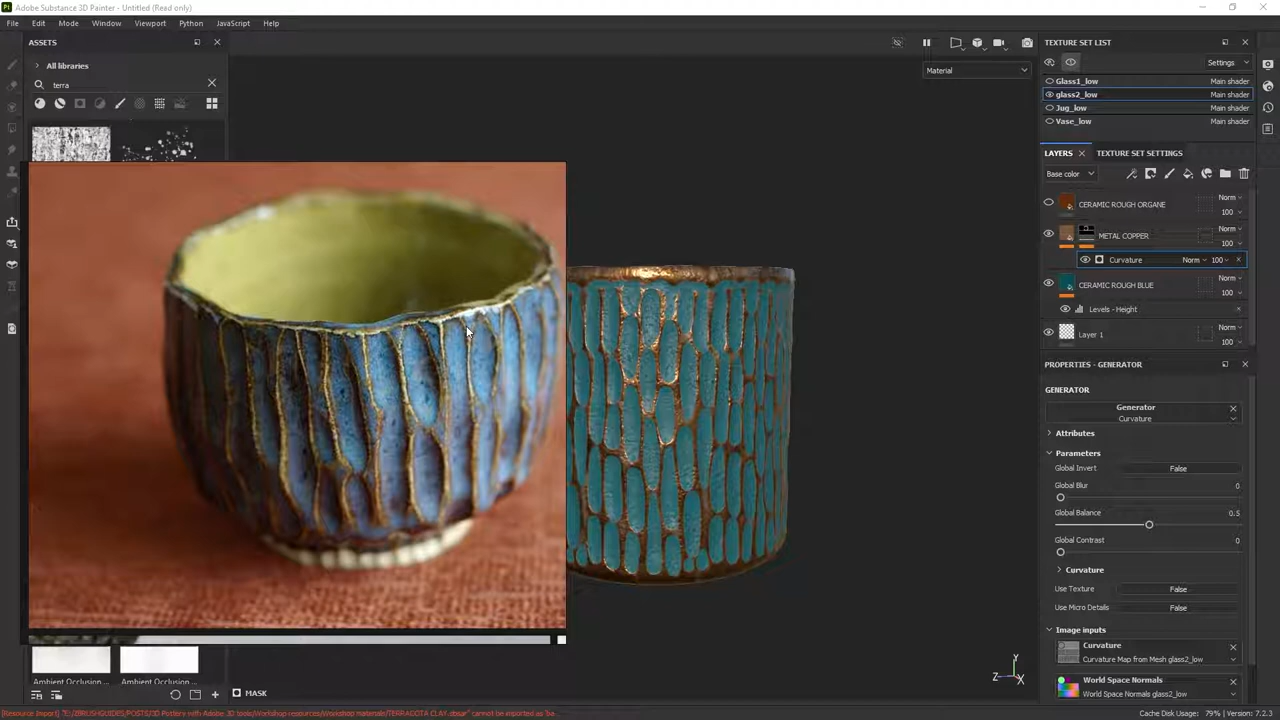 Adobe Substance 3D Painter - Untitled (Read only)
File Edit Mode Window Viewport Python JavaScript Help
ASSETS
All libraries
terra
Ambient Occlusion ... Ambient Occlusion ...
MASK
Material
Y
Z X
TEXTURE SET LIST
Settings
Glass1_low Main shader
glass2_low Main shader
Jug_low Main shader
Vase_low Main shader
LAYERS TEXTURE SET SETTINGS
Base color
CERAMIC ROUGH ORGANE Norm 100
METAL COPPER Norm 100
Curvature Norm 100
CERAMIC ROUGH BLUE Norm 100
Levels - Height
Layer 1 Norm 100
PROPERTIES - GENERATOR
GENERATOR
Generator
Curvature
Attributes
Parameters
Global Invert False
Global Blur 0
Global Balance 0.5
Global Contrast 0
Curvature
Use Texture False
Use Micro Details False
Image inputs
Curvature
Curvature Map from Mesh glass2_low
World Space Normals
World Space Normals glass2_low
Cache Disk Usage: 79% | Version: 7.2.3